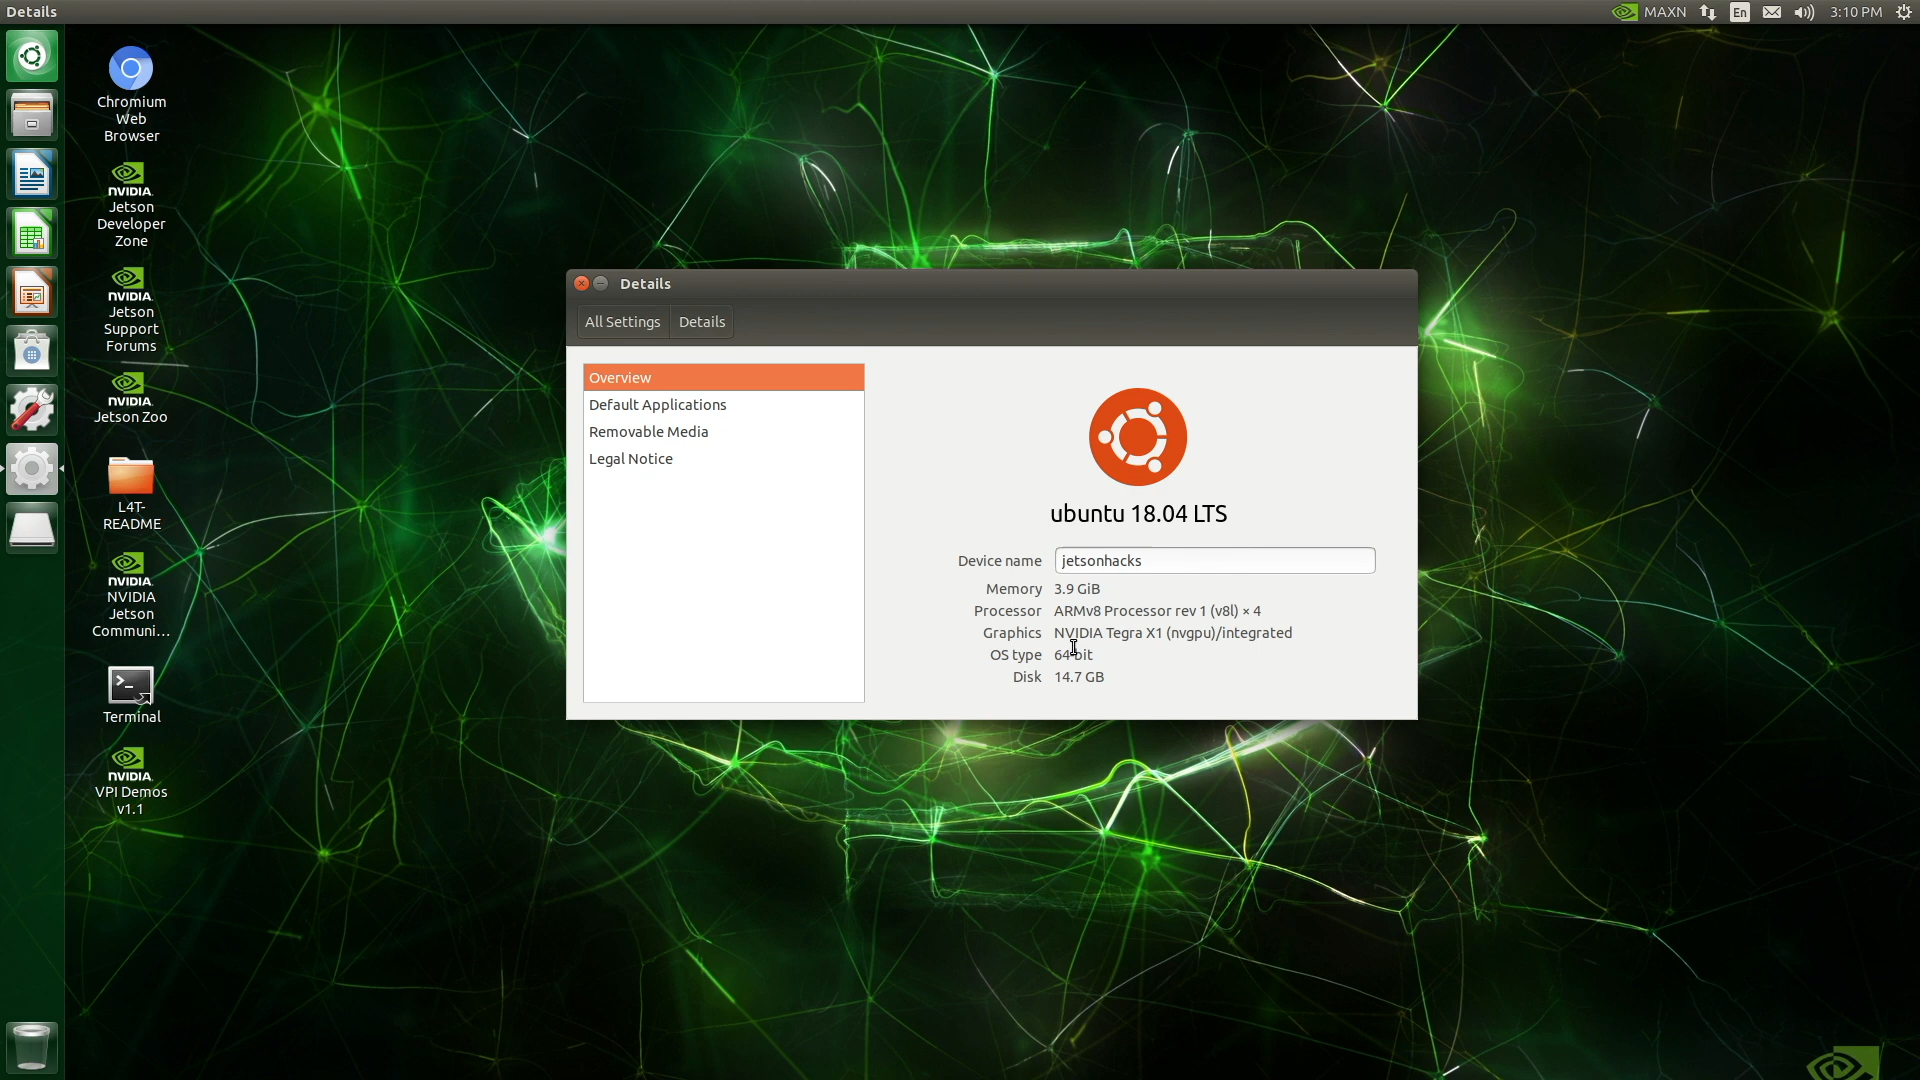 Details
MAXN
En
3:10 PM
Chromium
Web
Browser
NVIDIA.
Jetson
Developer
Zone
NVIDIA.
Jetson
Support
Forums
NVIDIA.
Jetson Zoo
L4T-
README
NVIDIA.
NVIDIA
Jetson
Communi…
>_
Terminal
NVIDIA.
VPI Demos
v1.1
Details
All Settings
Details
Overview
Default Applications
Removable Media
Legal Notice
ubuntu 18.04 LTS
Device name jetsonhacks
Memory 3.9 GiB
Processor ARMv8 Processor rev 1 (v8l) × 4
Graphics NVIDIA Tegra X1 (nvgpu)/integrated
OS type 64-bit
Disk 14.7 GB